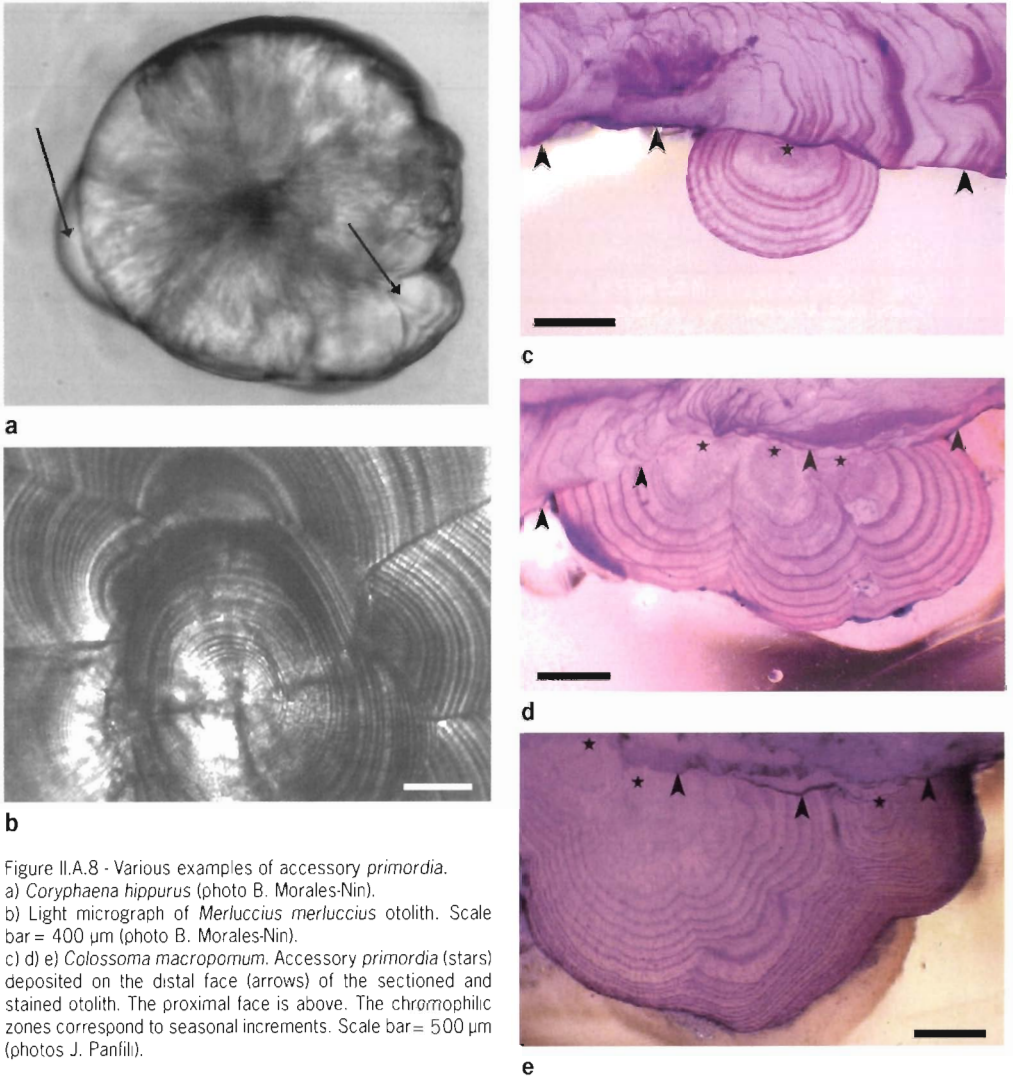 a
b
c
d
e
Figure II.A.8 - Various examples of accessory primordia.
a) Coryphaena hippurus (photo B. Morales-Nin).
b) Light micrograph of Merluccius merluccius otolith. Scale
bar = 400 µm (photo B. Morales-Nin).
c) d) e) Colossoma macropomum. Accessory primordia (stars)
deposited on the distal face (arrows) of the sectioned and
stained otolith. The proximal face is above. The chromophilic
zones correspond to seasonal increments. Scale bar= 500 µm
(photos J. Panfili).